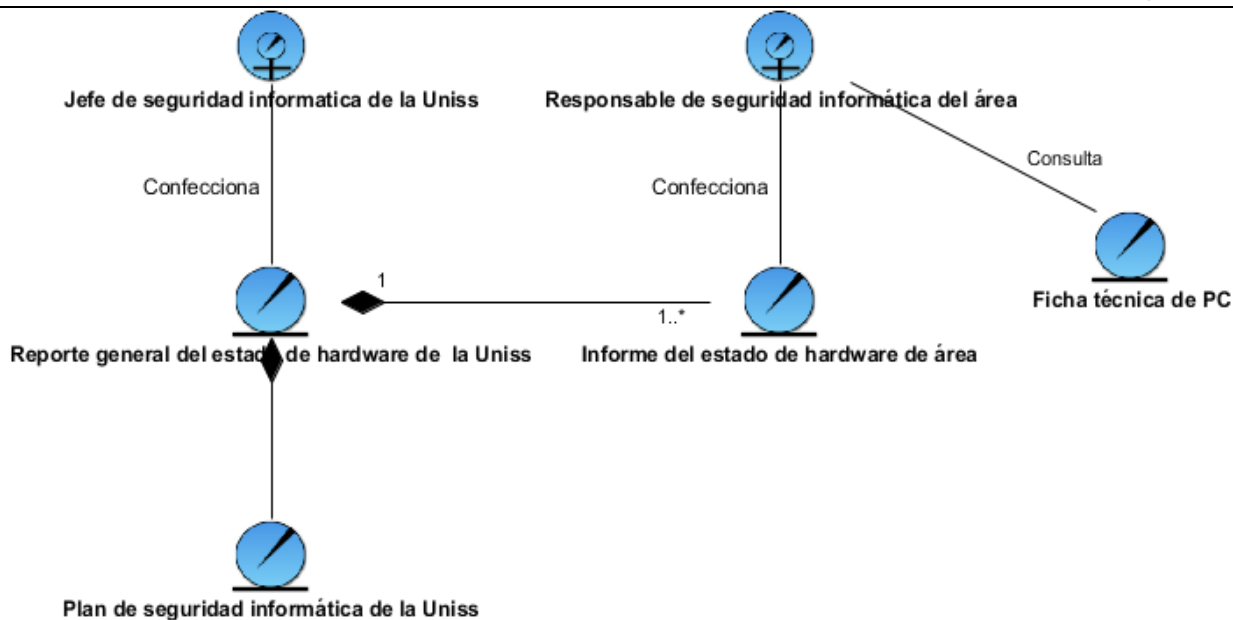 Jefe de seguridad informatica de la Uniss
Responsable de seguridad informática del área
Confecciona
Confecciona
Consulta
1
1..*
Reporte general del estado de hardware de la Uniss
Informe del estado de hardware de área
Ficha técnica de PC
Plan de seguridad informática de la Uniss